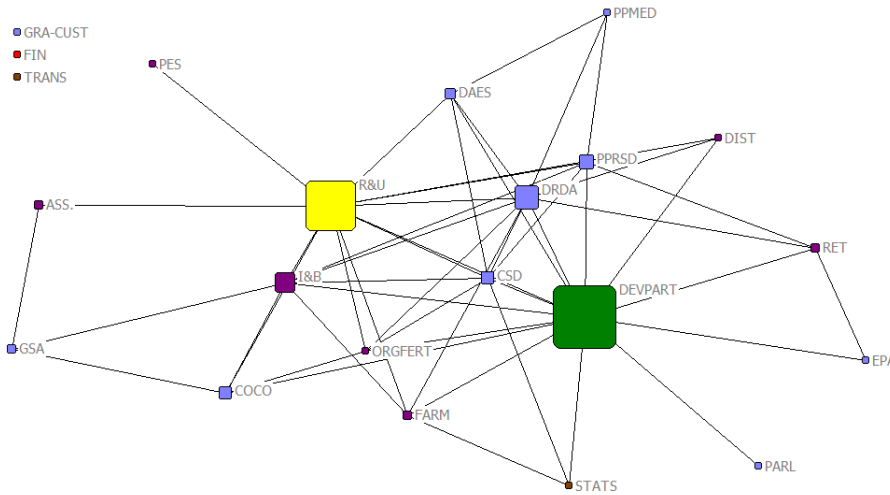 PPMED
GRA-CUST
FIN
PES
TRANS
DAES
DIST
PPRSD
R&U
DRDA
ASS.
RET
I&B
CSD
DEVPART
GSA
ORGFERT
EPA
COCO
FARM
PARL
STATS